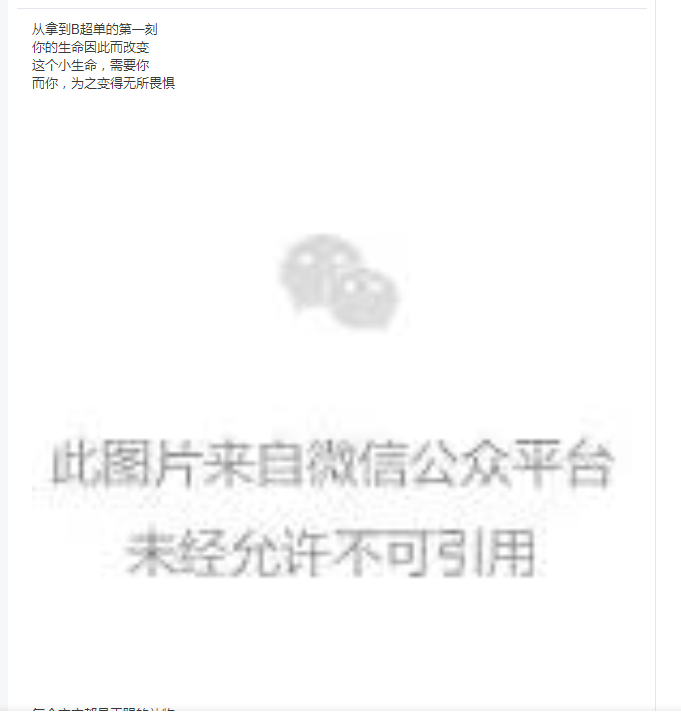 从拿到B超单的第一刻
你的生命因此而改变
这个小生命，需要你
而你，为之变得无所畏惧
此图片来自微信公众平台
未经允许不可引用